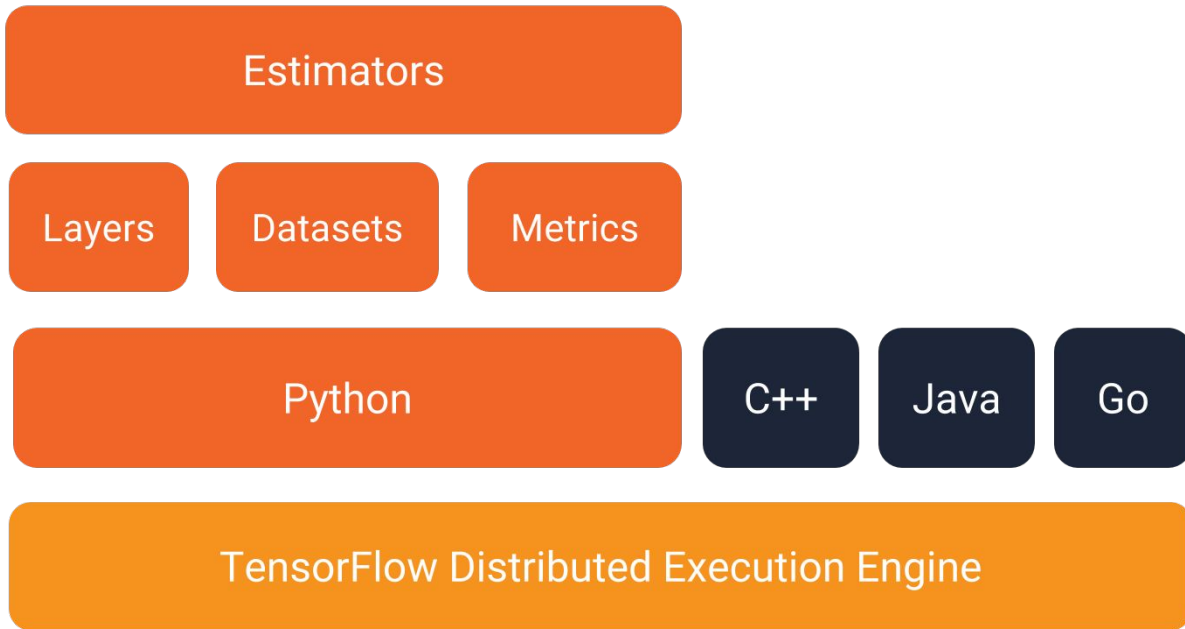 Estimators
Layers Datasets Metrics
Python C++ Java Go
TensorFlow Distributed Execution Engine